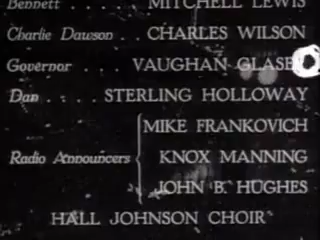 Bennett . . . . . MITCHELL LEWIS
Charlie Dawson . . CHARLES WILSON
Governor . . . . VAUGHAN GLASER
Dan . . . . STERLING HOLLOWAY
MIKE FRANKOVICH
Radio Announcers { KNOX MANNING
JOHN B. HUGHES
HALL JOHNSON CHOIR